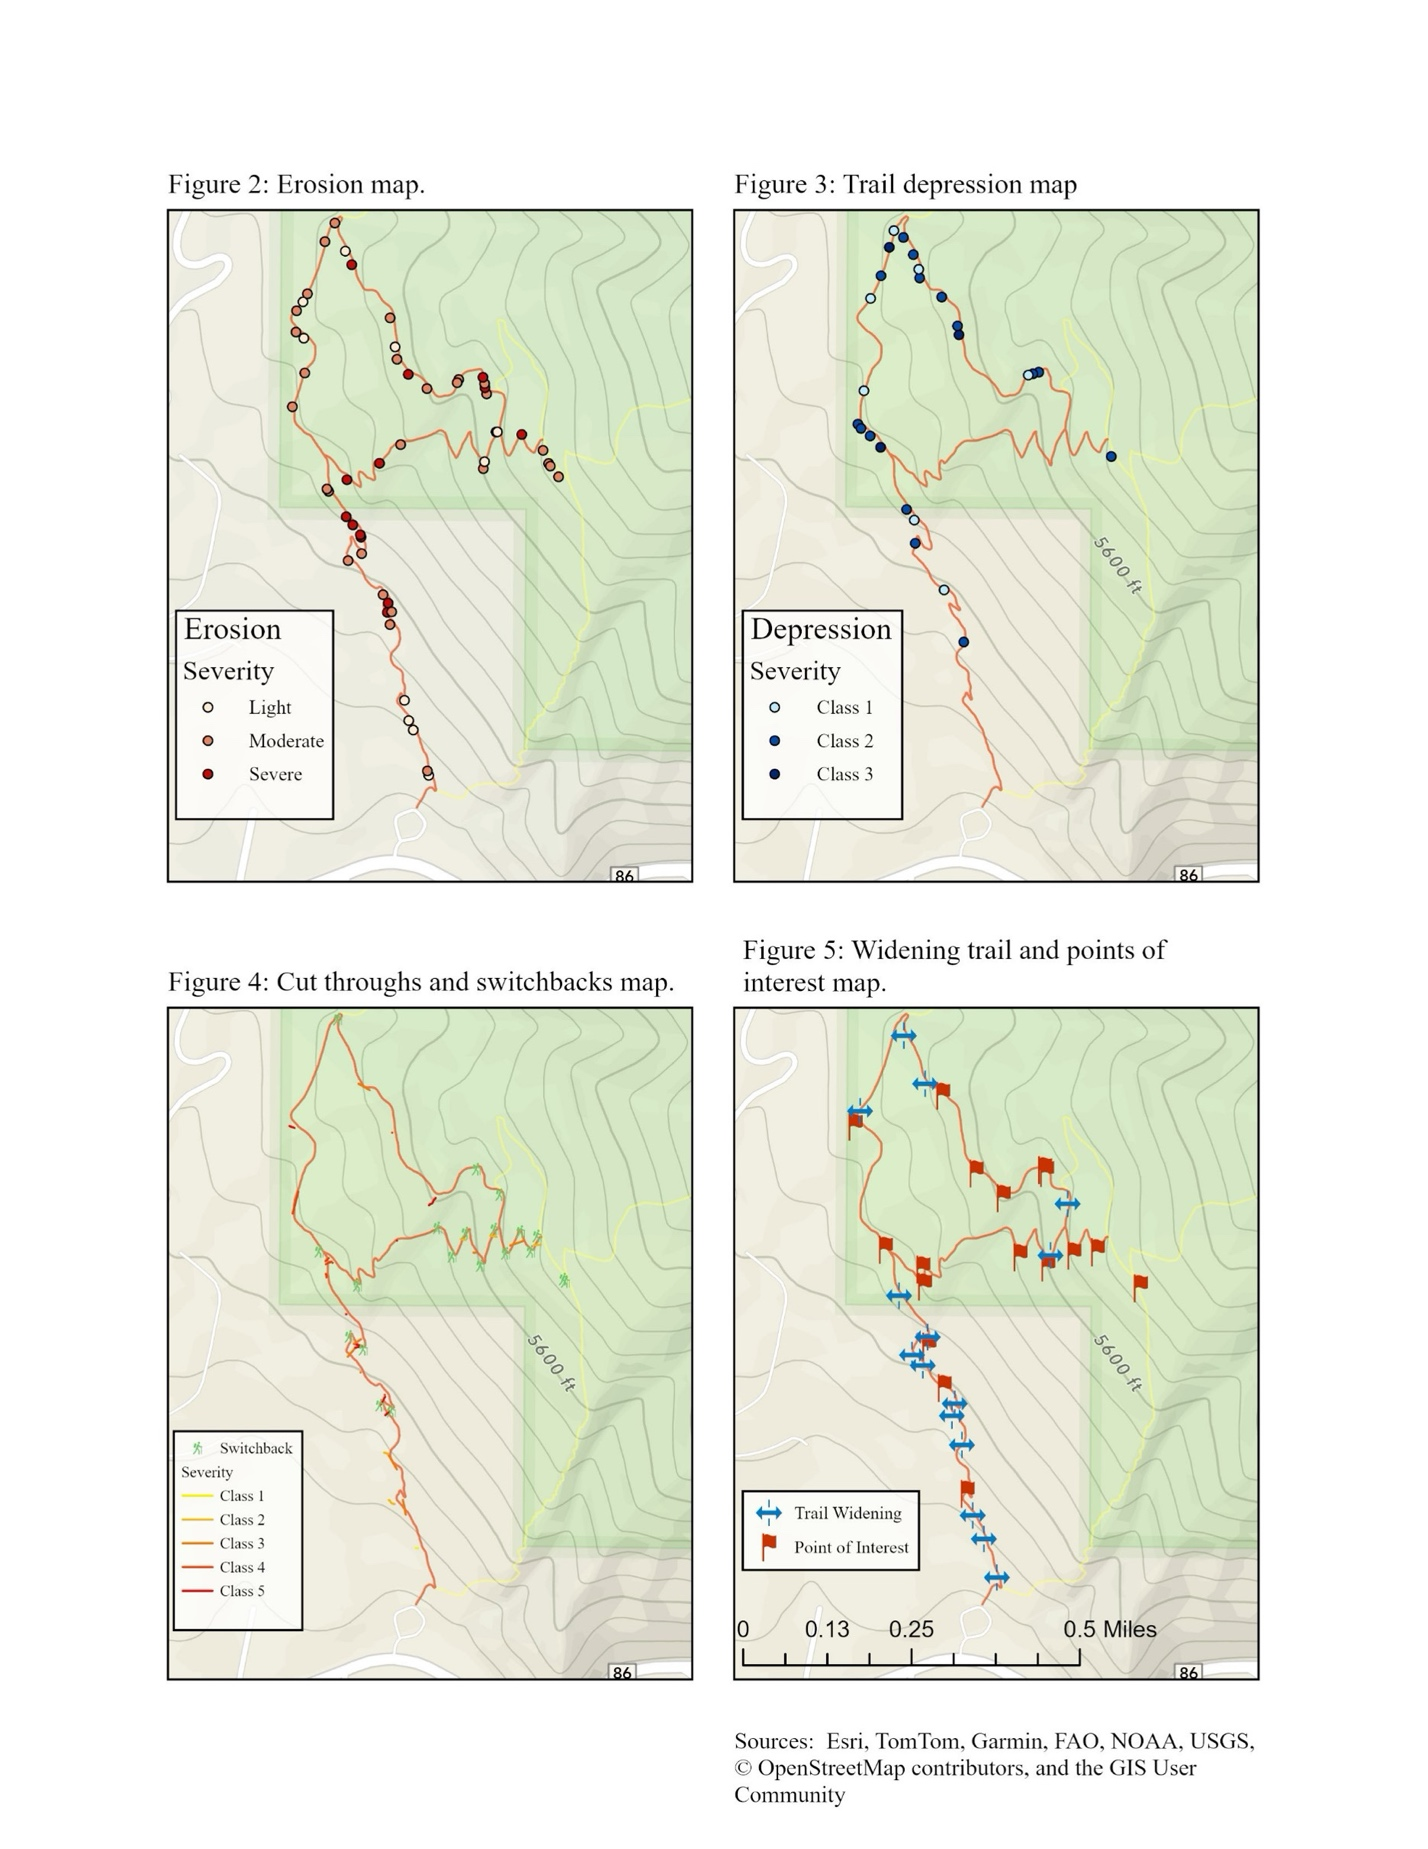 Figure 2: Erosion map.
Erosion
Severity
Light
Moderate
Severe
86
Figure 3: Trail depression map
5600 ft
Depression
Severity
Class 1
Class 2
Class 3
86
Figure 4: Cut throughs and switchbacks map.
5600 ft
Switchback
Severity
Class 1
Class 2
Class 3
Class 4
Class 5
86
Figure 5: Widening trail and points of
interest map.
5600 ft
Trail Widening
Point of Interest
0 0.13 0.25 0.5 Miles
86
Sources: Esri, TomTom, Garmin, FAO, NOAA, USGS,
© OpenStreetMap contributors, and the GIS User
Community